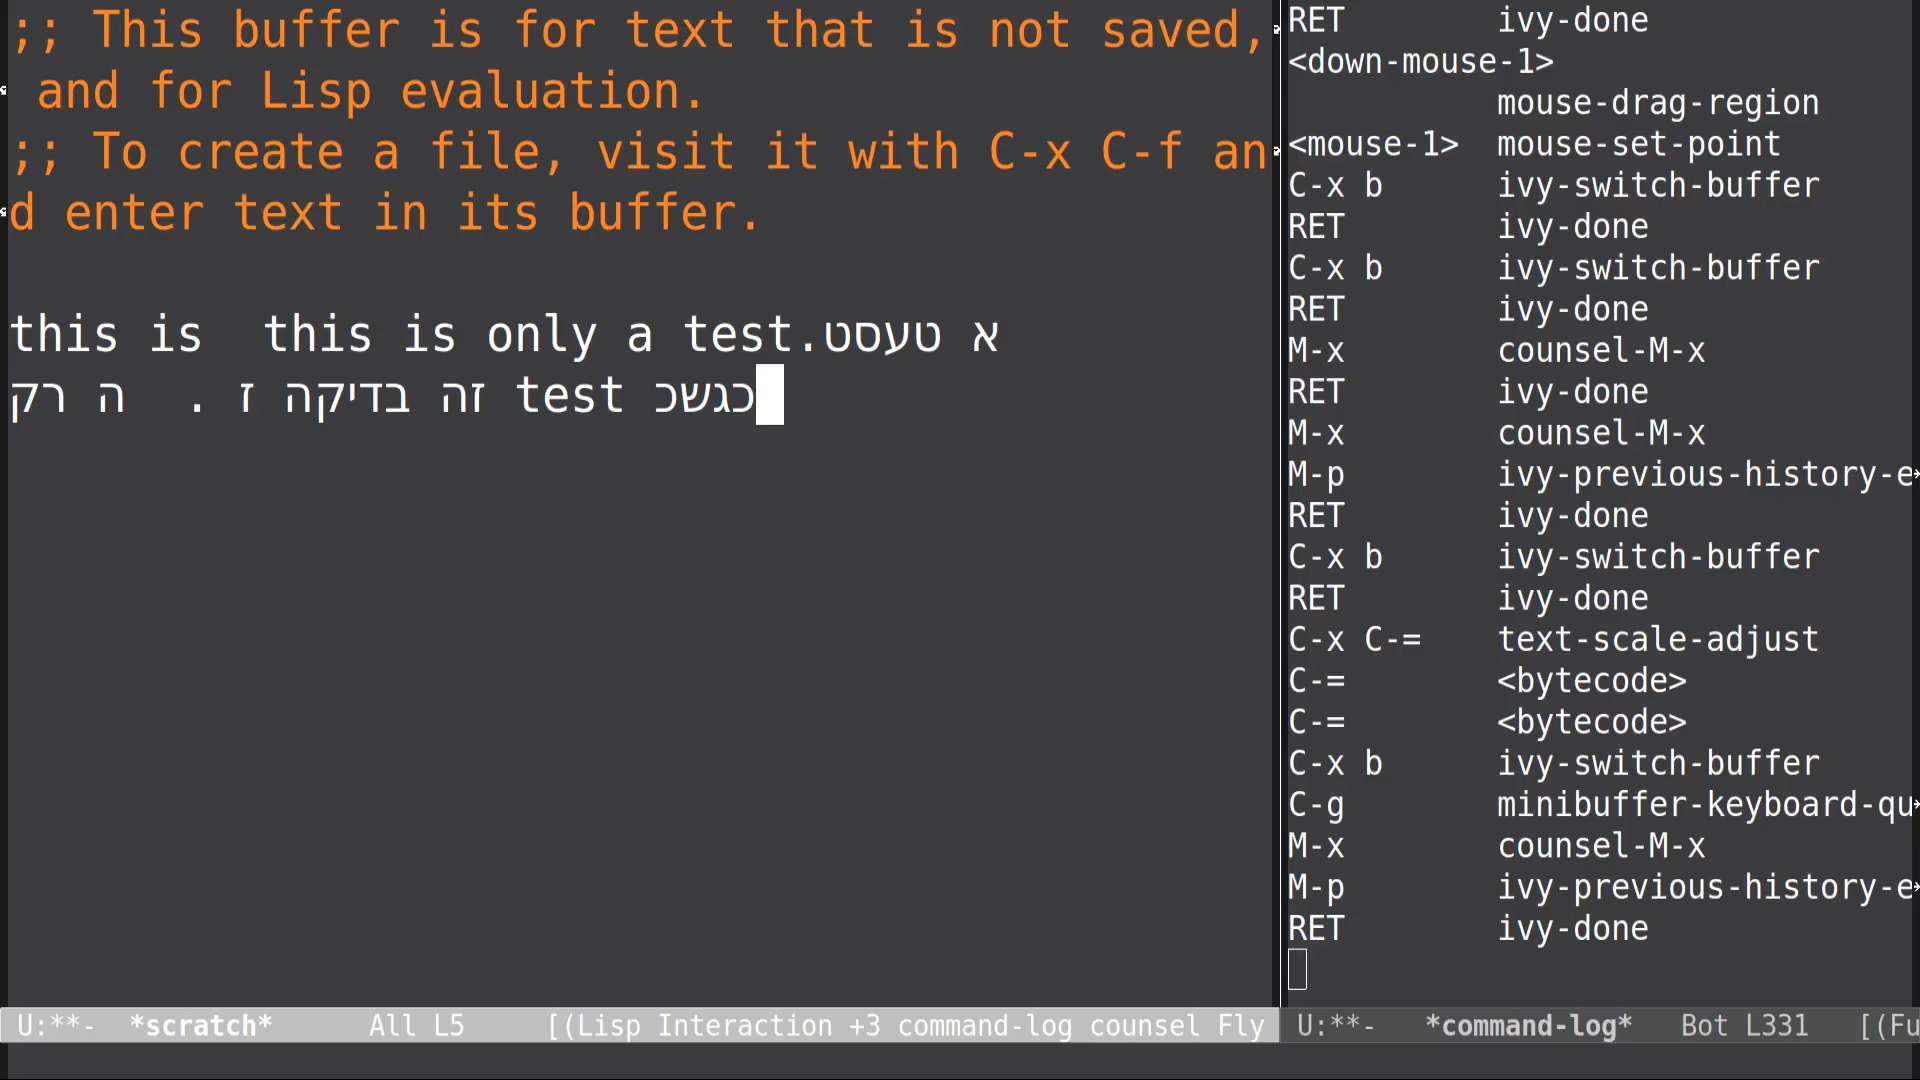 ;; This buffer is for text that is not saved,
and for Lisp evaluation.
;; To create a file, visit it with C-x C-f an
d enter text in its buffer.
this is  this is only a test.א טעסט
זה בדיקה ז .  ה רק test כגשכ
U:**-  *scratch*      All L5     [(Lisp Interaction +3 command-log counsel Fly
RET ivy-done
<down-mouse-1>
mouse-drag-region
<mouse-1> mouse-set-point
C-x b ivy-switch-buffer
RET ivy-done
C-x b ivy-switch-buffer
RET ivy-done
M-x counsel-M-x
RET ivy-done
M-x counsel-M-x
M-p ivy-previous-history-e
RET ivy-done
C-x b ivy-switch-buffer
RET ivy-done
C-x C-= text-scale-adjust
C-= <bytecode>
C-= <bytecode>
C-x b ivy-switch-buffer
C-g minibuffer-keyboard-qu
M-x counsel-M-x
M-p ivy-previous-history-e
RET ivy-done
U:**-   *command-log*   Bot L331   [(Fu